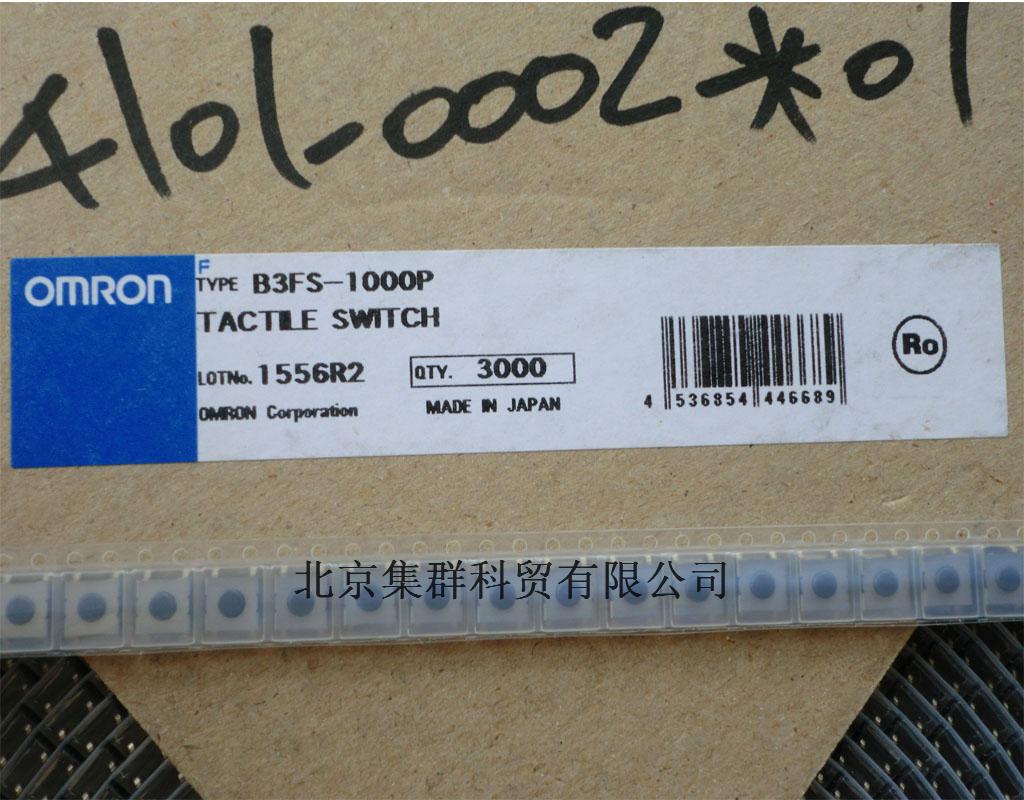 4101-0002*01
OMRON
F
TYPE B3FS-1000P
TACTILE SWITCH
LOTNo. 1556R2
QTY. 3000
OMRON Corporation
MADE IN JAPAN
4 536854 446689
Ro
北京集群科贸有限公司